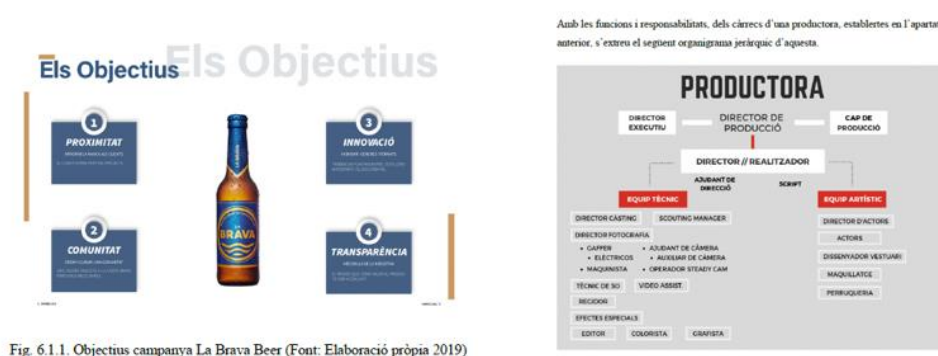 Els Objectius
Els Objectius
1
PROXIMITAT
2
COMUNITAT
BRAVA
3
INNOVACIÓ
4
TRANSPARÈNCIA
Fig. 6.1.1. Objectius campanya La Brava Beer (Font: Elaboració pròpia 2019)
Amb les funcions i responsabilitats, dels càrrecs d'una productora, establertes en l'apartat
anterior, s'extreu el següent organigrama jeràrquic d'aquesta.
PRODUCTORA
DIRECTOR
EXECUTIU
DIRECTOR DE
PRODUCCIÓ
CAP DE
PRODUCCIÓ
DIRECTOR // REALITZADOR
AJUDANT DE
DIRECCIÓ
SCRIPT
EQUIP TÈCNIC
DIRECTOR CÀSTING
SCOUTING MANAGER
DIRECTOR FOTOGRAFIA
• GAFFER
• ELÈCTRICOS
• MAQUINISTA
• AJUDANT DE CÀMERA
• AUXILIAR DE CÀMERA
• OPERADOR STEADY CAM
TÈCNIC DE SO
VIDEO ASSIST.
REGIDOR
EFECTES ESPECIALS
EDITOR
COLORISTA
GRAFISTA
EQUIP ARTÍSTIC
DIRECTOR D'ACTORS
ACTORS
DISSENYADOR VESTUARI
MAQUILLATGE
PERRUQUERIA